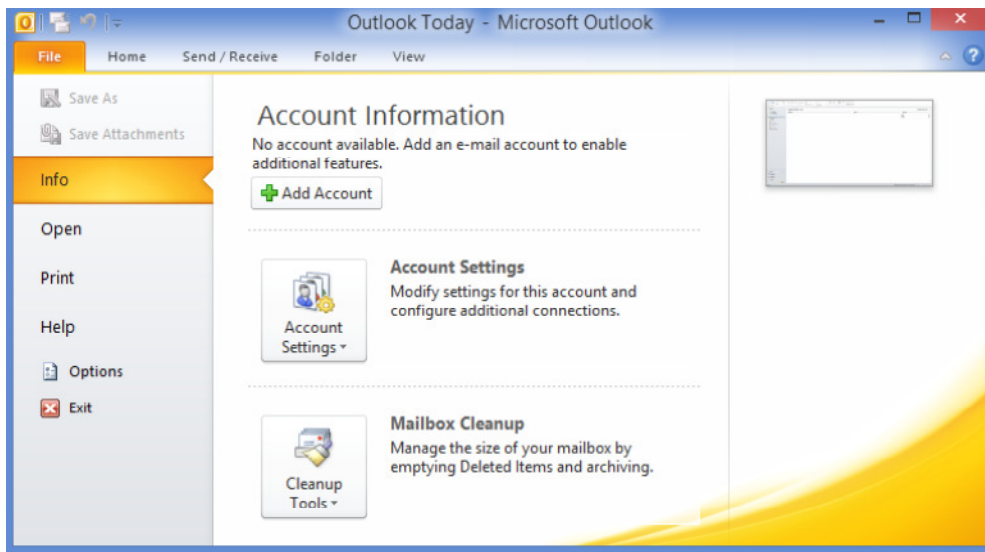 Outlook Today - Microsoft Outlook
File Home Send / Receive Folder View
Save As
Save Attachments
Info
Open
Print
Help
Options
Exit
Account Information
No account available. Add an e-mail account to enable
additional features.
Add Account
Account
Settings
Account Settings
Modify settings for this account and
configure additional connections.
Cleanup
Tools
Mailbox Cleanup
Manage the size of your mailbox by
emptying Deleted Items and archiving.